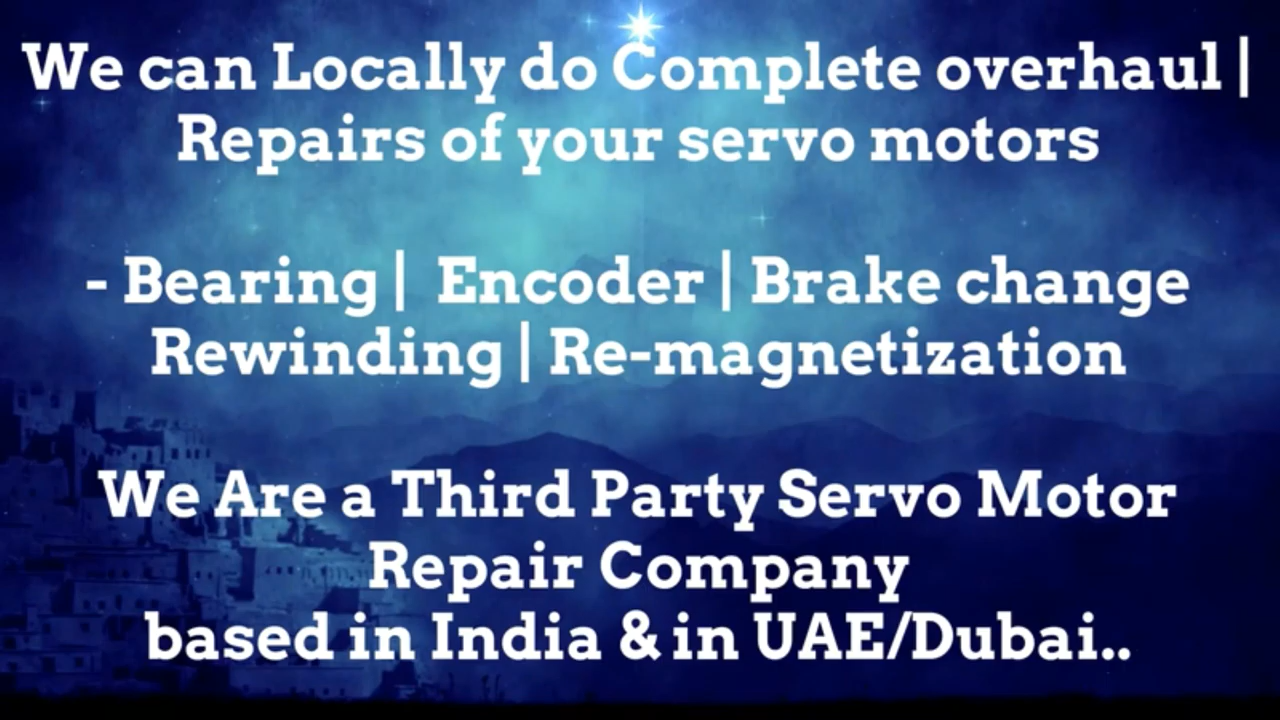 We can Locally do Complete overhaul |
Repairs of your servo motors
- Bearing | Encoder | Brake change
Rewinding | Re-magnetization
We Are a Third Party Servo Motor
Repair Company
based in India & in UAE/Dubai..